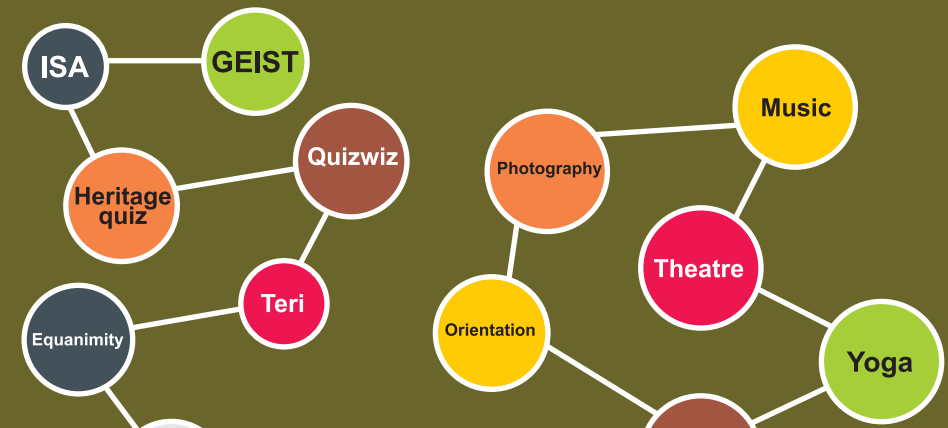 ISA
GEIST
Heritage
quiz
Quizwiz
Teri
Equanimity
Music
Photography
Theatre
Orientation
Yoga